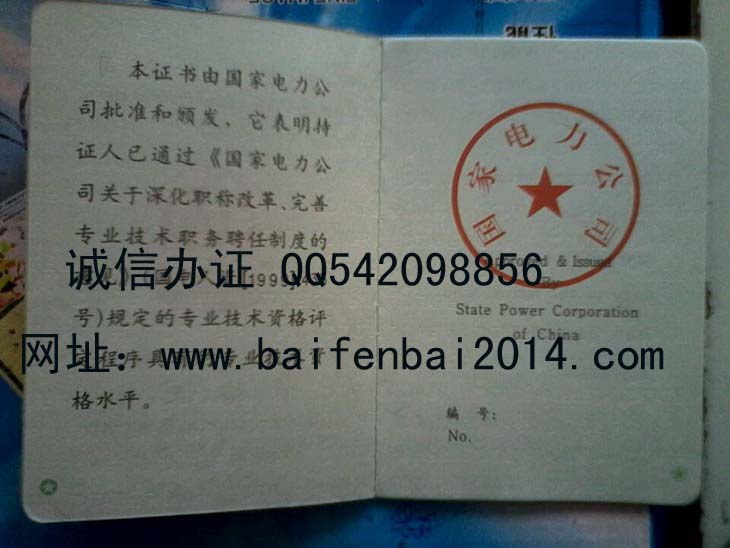 本证书由国家电力公
司批准和颁发，它表明持
证人已通过《国家电力公
司关于深化职称改革、完善
专业技术职务聘任制度的
号)规定的专业技术资格评
格水平。
国家电力公司
Approved & Issued
By
State Power Corporation
of China
编 号：
No.
诚信办证 QQ542098856
网址：www.baifenbai2014.com